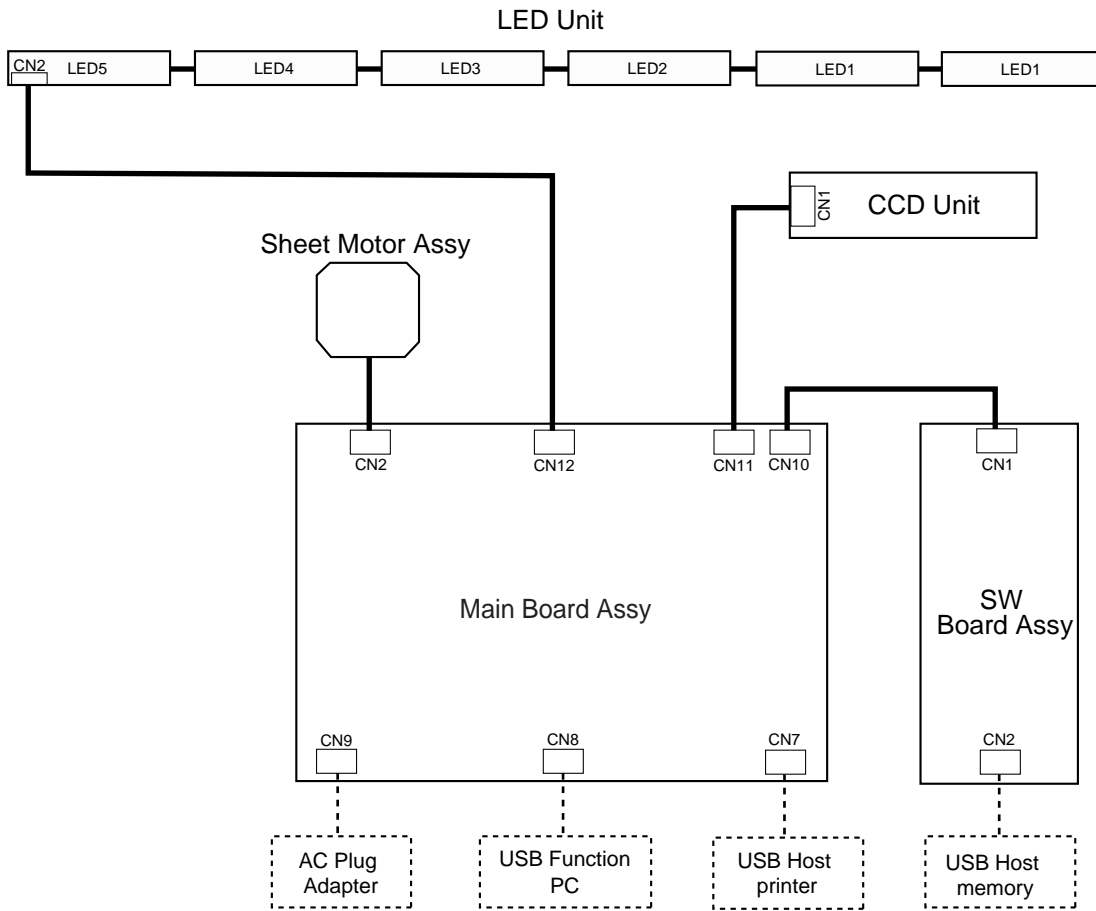 LED Unit
CN2
LED5
LED4
LED3
LED2
LED1
LED1
CN1
CCD Unit
Sheet Motor Assy
CN2
CN12
CN11
CN10
CN1
Main Board Assy
SW
Board Assy
CN9
CN8
CN7
CN2
AC Plug
Adapter
USB Function
PC
USB Host
printer
USB Host
memory